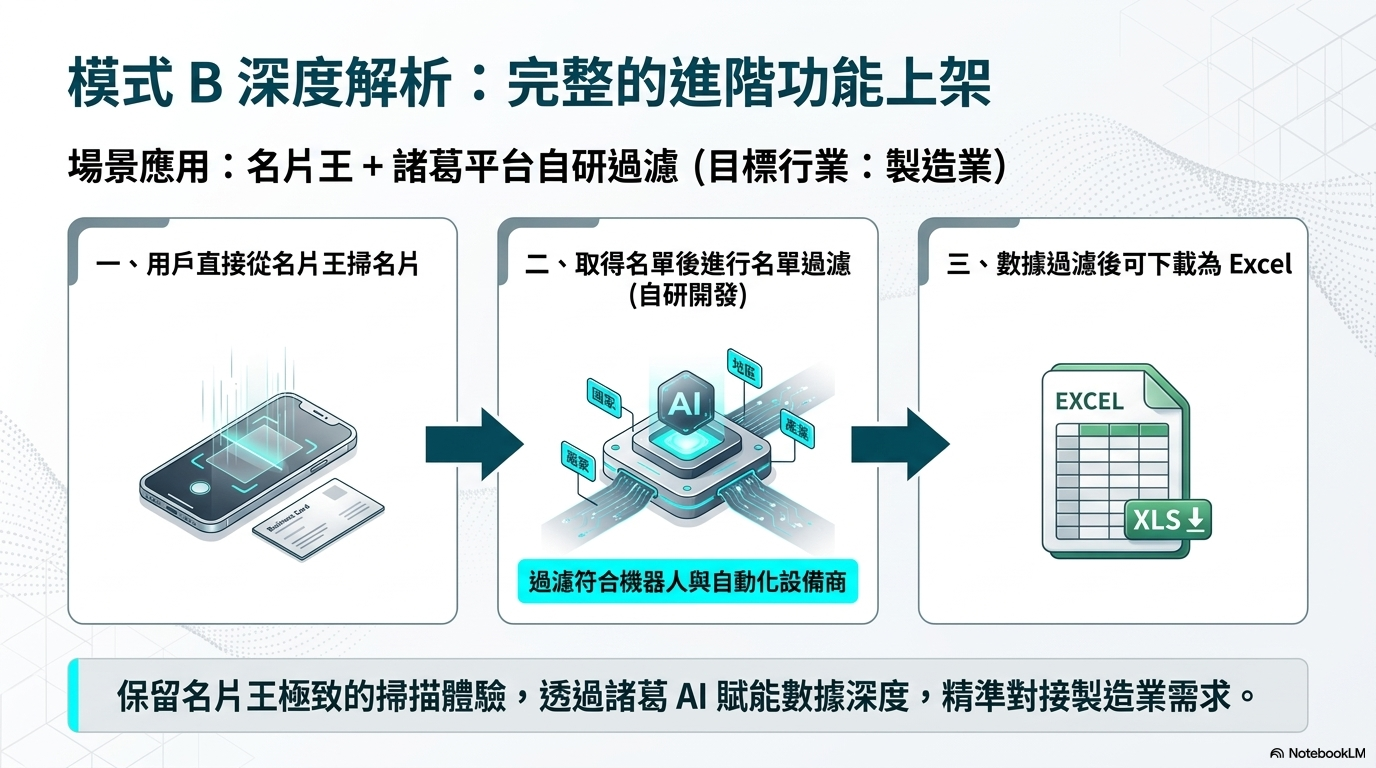 模式 B 深度解析：完整的進階功能上架
場景應用：名片王 + 諸葛平台自研過濾 (目標行業：製造業)
一、用戶直接從名片王掃名片
Business Card
二、取得名單後進行名單過濾
(自研開發)
國家
地區
AI
過濾符合機器人與自動化設備商
三、數據過濾後可下載為 Excel
EXCEL
XLS
保留名片王極致的掃描體驗，透過諸葛 AI 賦能數據深度，精準對接製造業需求。
NotebookLM